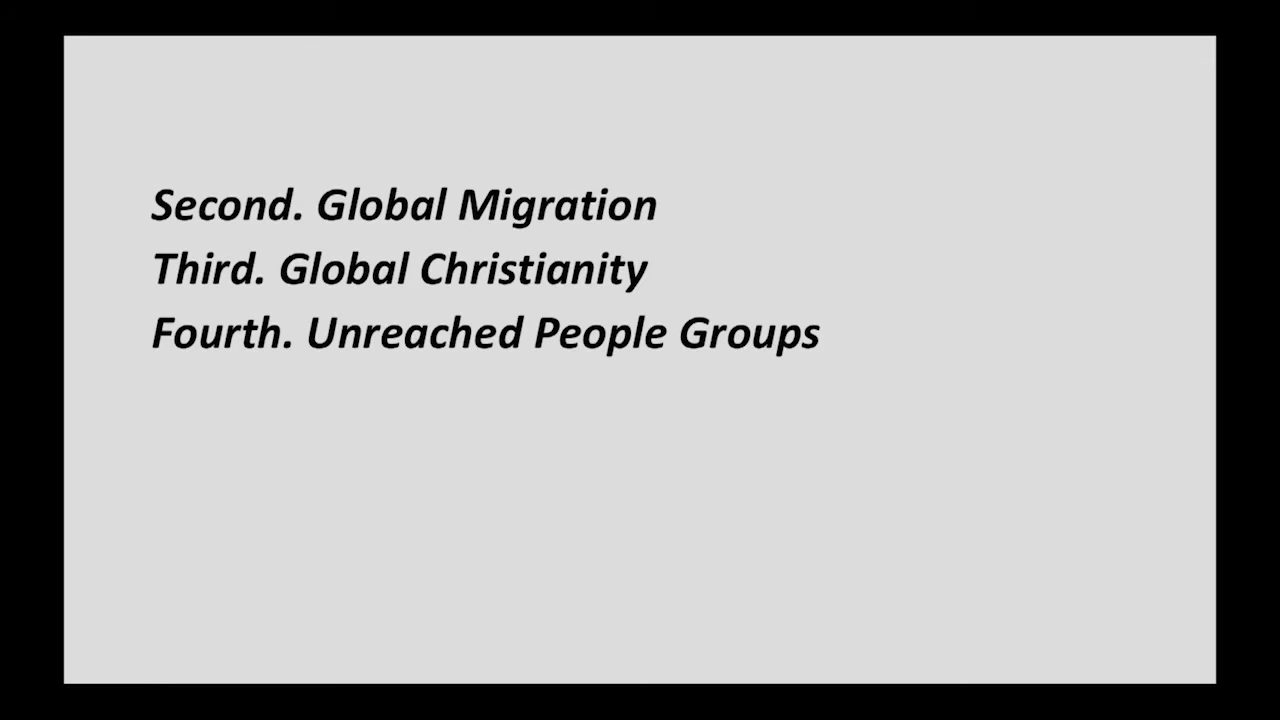 Second. Global Migration
Third. Global Christianity
Fourth. Unreached People Groups